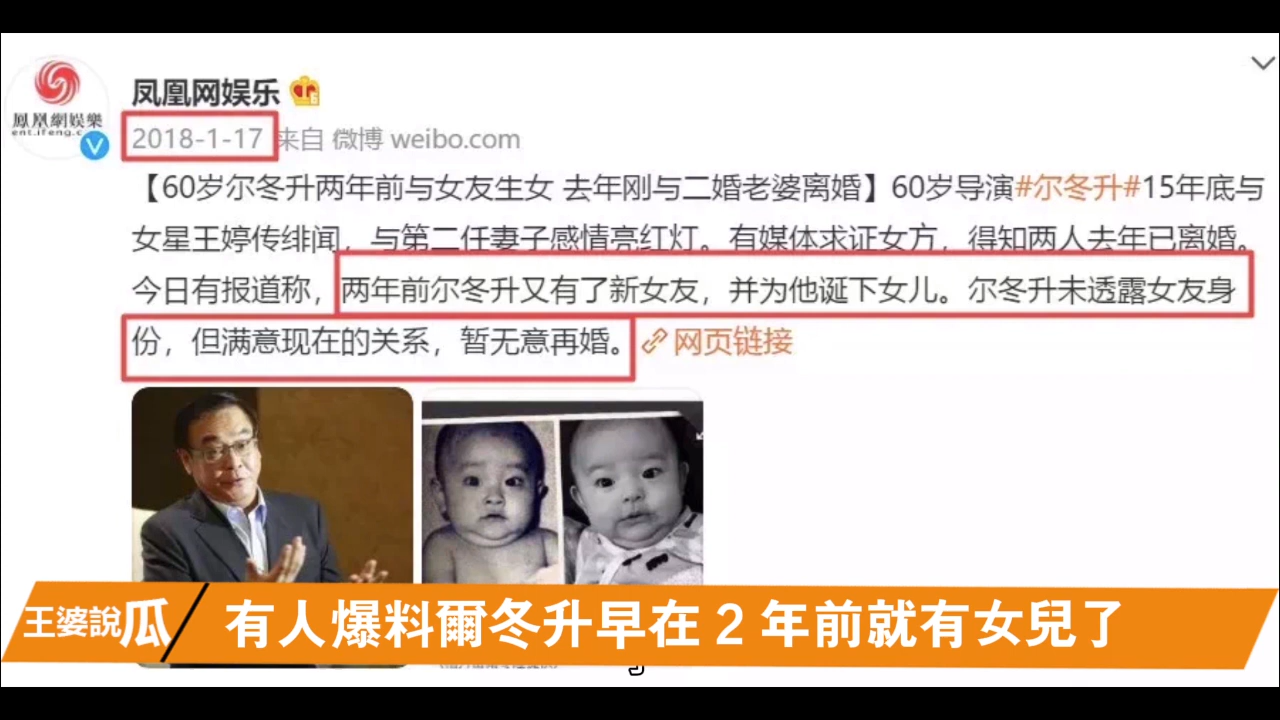 凤凰网娱乐
鳳凰網娱樂
ent.ifeng.c
2018-1-17 来自 微博 weibo.com
【60岁尔冬升两年前与女友生女 去年刚与二婚老婆离婚】60岁导演#尔冬升#15年底与
女星王婷传绯闻，与第二任妻子感情亮红灯。有媒体求证女方，得知两人去年已离婚。
今日有报道称，两年前尔冬升又有了新女友，并为他诞下女儿。尔冬升未透露女友身
份，但满意现在的关系，暂无意再婚。网页链接
王婆說瓜 有人爆料爾冬升早在2年前就有女兒了